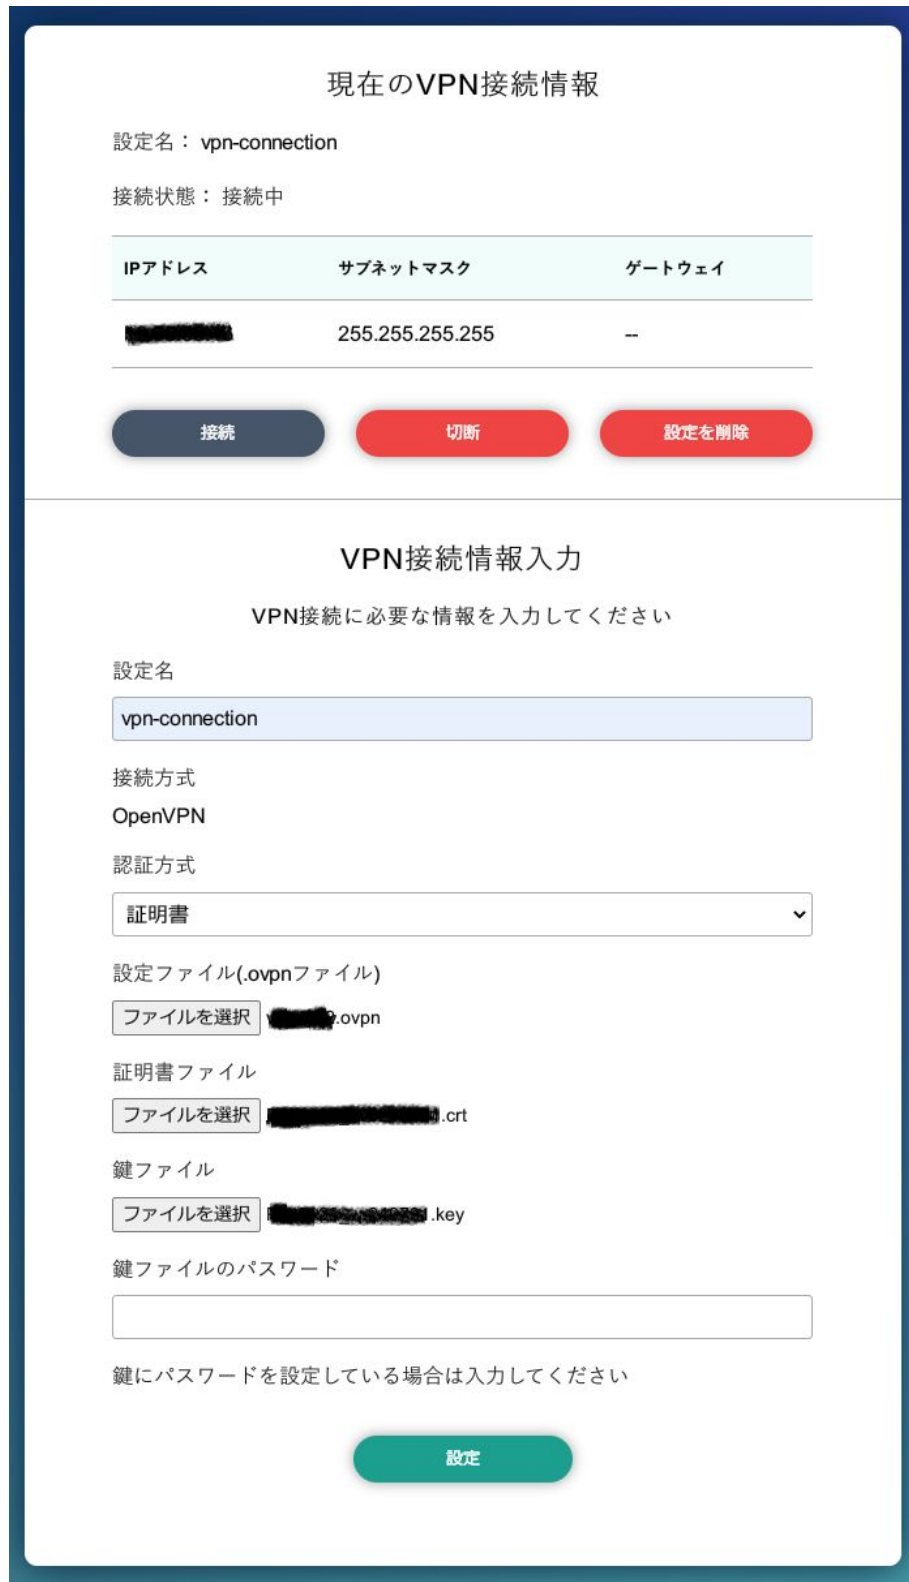 現在のVPN接続情報
設定名： vpn-connection
接続状態： 接続中
IPアドレス サブネットマスク ゲートウェイ
255.255.255.255 --
接続 切断 設定を削除
VPN接続情報入力
VPN接続に必要な情報を入力してください
設定名
vpn-connection
接続方式
OpenVPN
認証方式
証明書
設定ファイル(.ovpnファイル)
ファイルを選択 .ovpn
証明書ファイル
ファイルを選択 .crt
鍵ファイル
ファイルを選択 .key
鍵ファイルのパスワード
鍵にパスワードを設定している場合は入力してください
設定